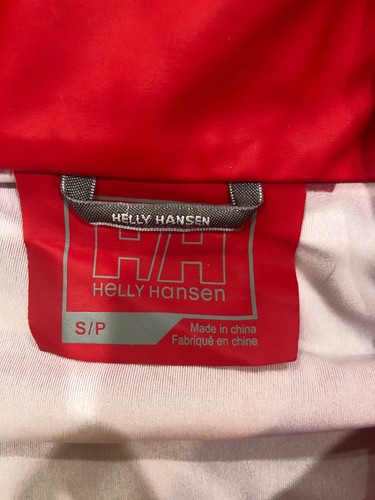 HELLY HANSEN
HH
HELLY HANSEN
S/P
Made in china
Fabriqué en chine